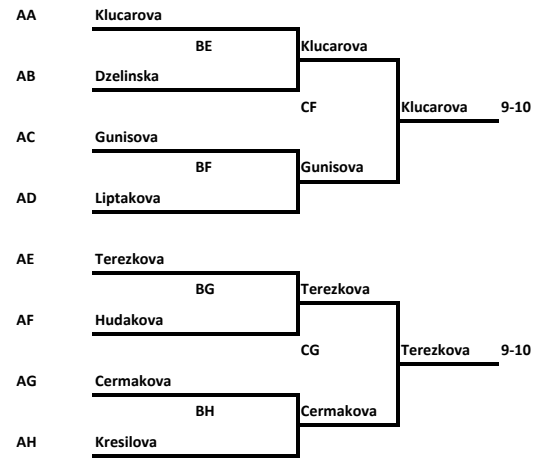 AA Klucarova
BE Klucarova
AB Dzelinska
CF Klucarova 9-10
AC Gunisova
BF Gunisova
AD Liptakova
AE Terezkova
BG Terezkova
AF Hudakova
CG Terezkova 9-10
AG Cermakova
BH Cermakova
AH Kresilova